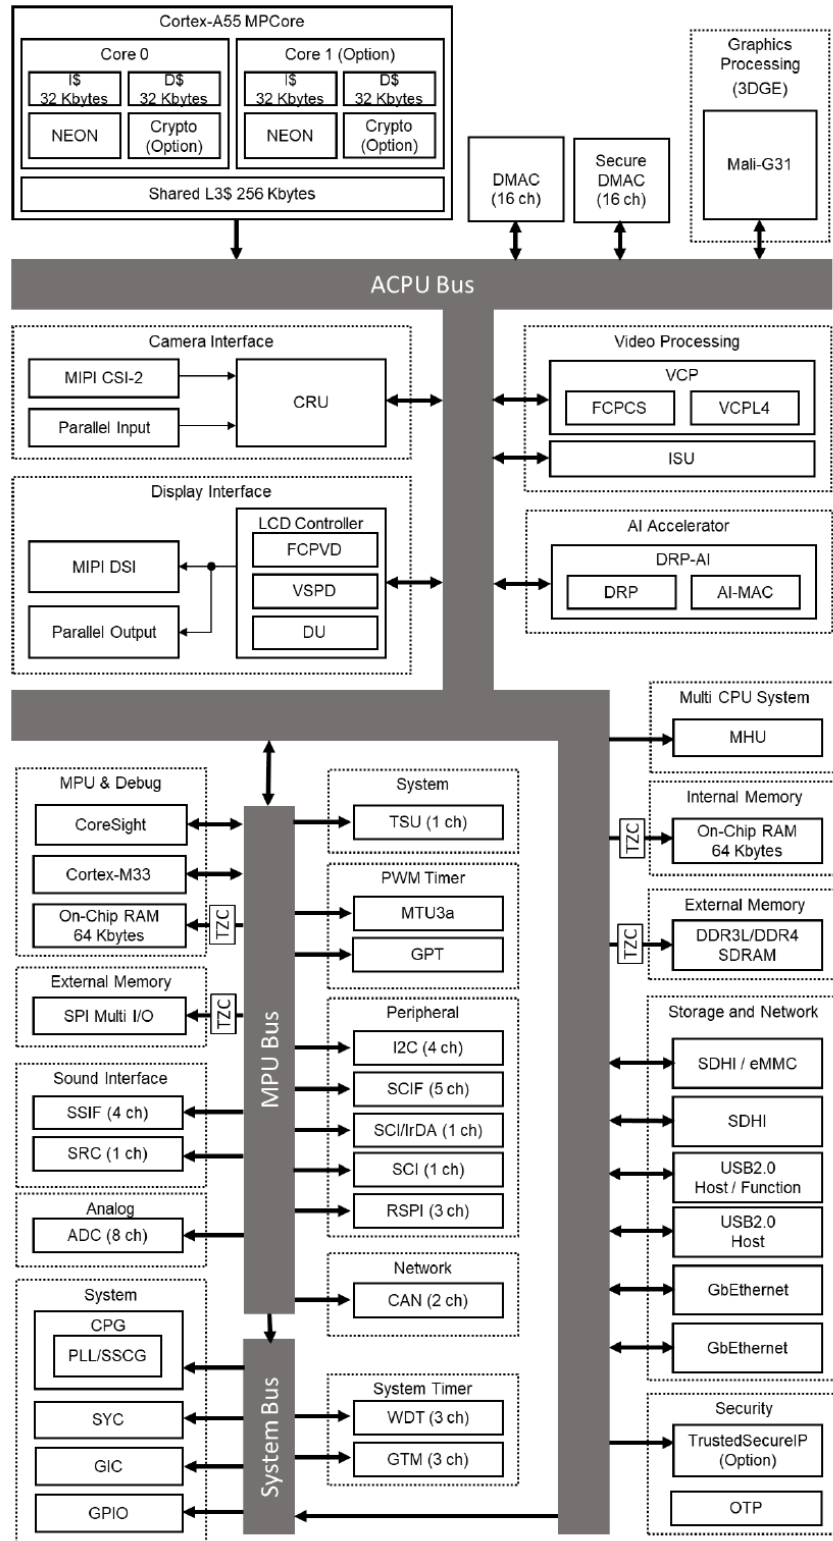 Cortex-A55 MPCore
Core 0
I$
32 Kbytes
D$
32 Kbytes
NEON
Crypto
(Option)
Core 1 (Option)
I$
32 Kbytes
D$
32 Kbytes
NEON
Crypto
(Option)
Shared L3$ 256 Kbytes
DMAC
(16 ch)
Secure
DMAC
(16 ch)
Graphics
Processing
(3DGE)
Mali-G31
ACPU Bus
Camera Interface
MIPI CSI-2
Parallel Input
CRU
Video Processing
VCP
FCPCS
VCPL4
ISU
Display Interface
LCD Controller
FCPVD
VSPD
DU
MIPI DSI
Parallel Output
AI Accelerator
DRP-AI
DRP
AI-MAC
Multi CPU System
MHU
MPU & Debug
CoreSight
Cortex-M33
On-Chip RAM
64 Kbytes
TZC
External Memory
SPI Multi I/O
TZC
Sound Interface
SSIF (4 ch)
SRC (1 ch)
Analog
ADC (8 ch)
System
CPG
PLL/SSCG
SYC
GIC
GPIO
MPU Bus
System Bus
System
TSU (1 ch)
PWM Timer
MTU3a
GPT
Peripheral
I2C (4 ch)
SCIF (5 ch)
SCI/IrDA (1 ch)
SCI (1 ch)
RSPI (3 ch)
Network
CAN (2 ch)
System Timer
WDT (3 ch)
GTM (3 ch)
Internal Memory
TZC
On-Chip RAM
64 Kbytes
External Memory
TZC
DDR3L/DDR4
SDRAM
Storage and Network
SDHI / eMMC
SDHI
USB2.0
Host / Function
USB2.0
Host
GbEthernet
GbEthernet
Security
TrustedSecureIP
(Option)
OTP